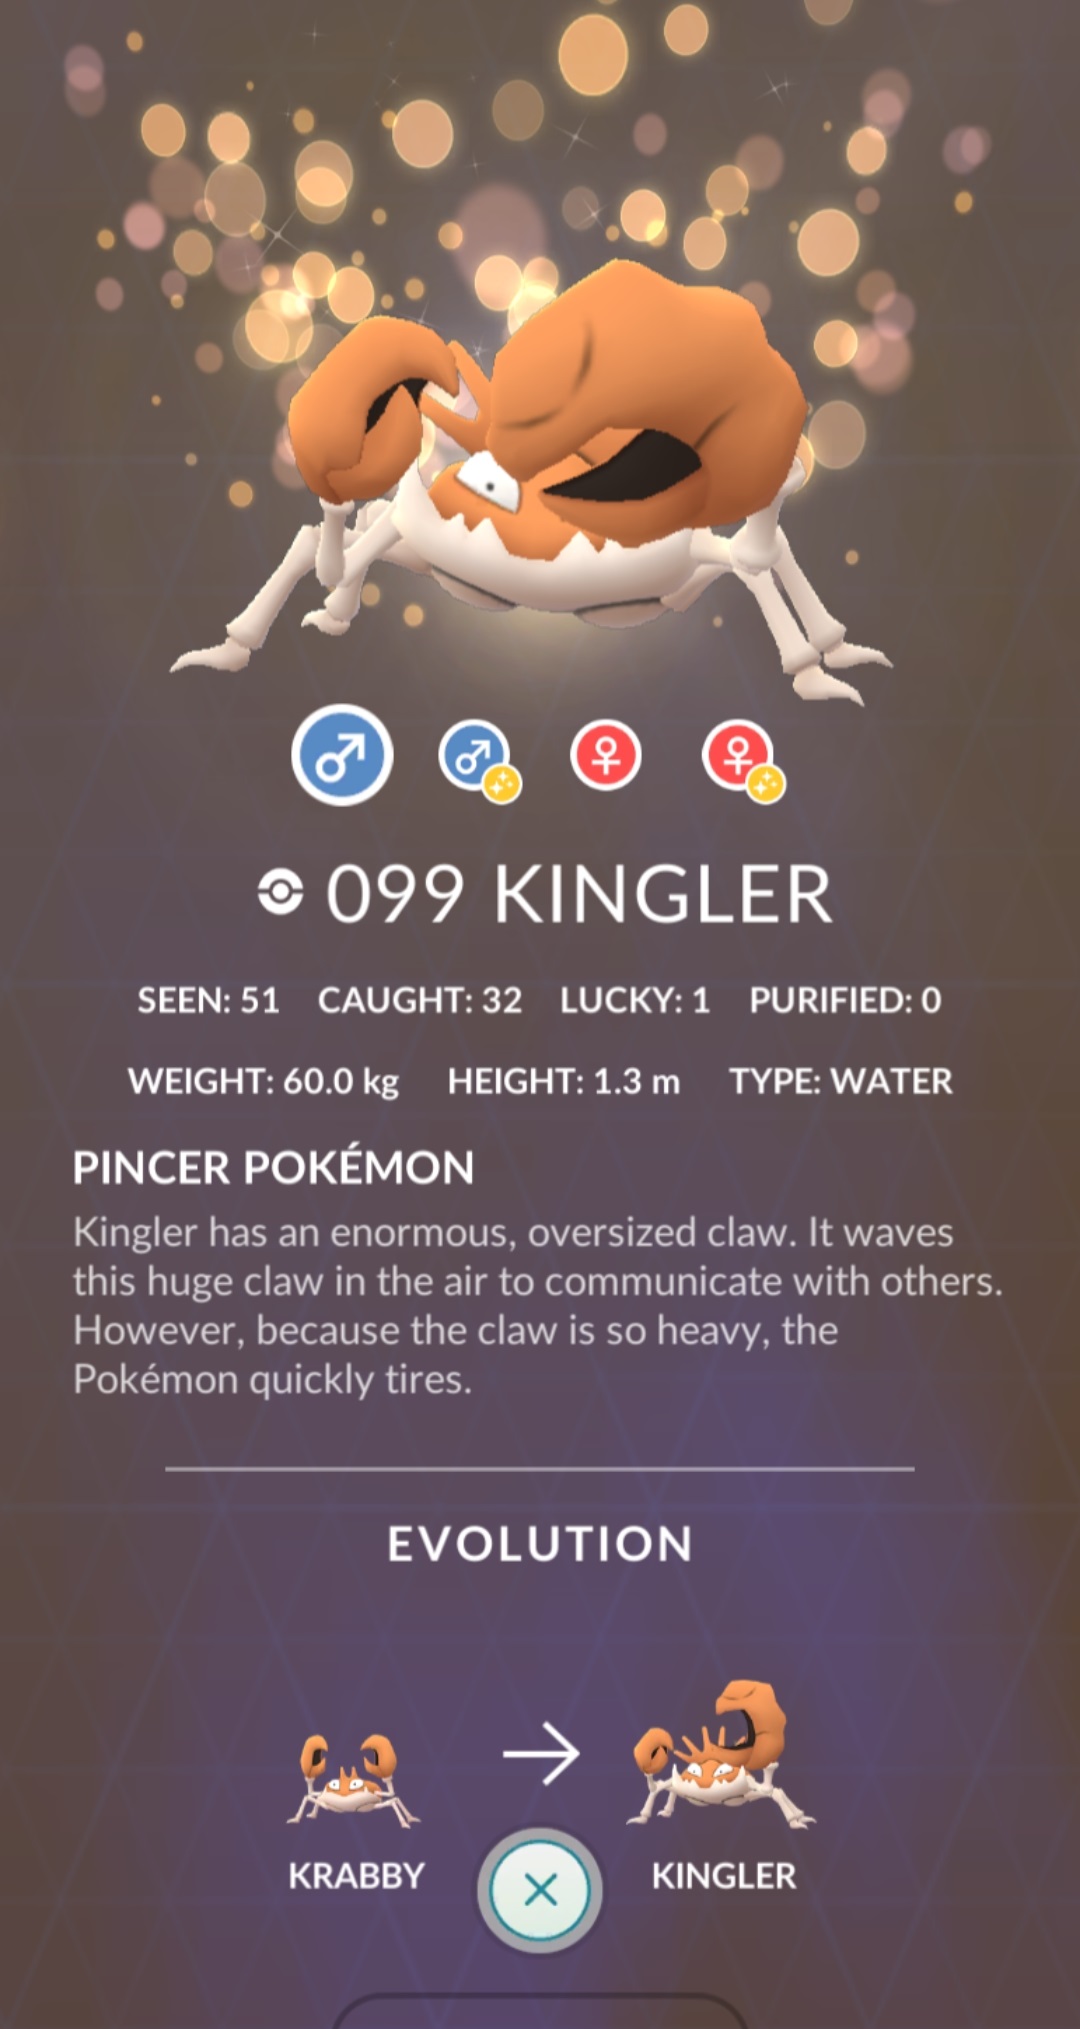 099 KINGLER
SEEN: 51 CAUGHT: 32 LUCKY: 1 PURIFIED: 0
WEIGHT: 60.0 kg HEIGHT: 1.3 m TYPE: WATER
PINCER POKÉMON
Kingler has an enormous, oversized claw. It waves
this huge claw in the air to communicate with others.
However, because the claw is so heavy, the
Pokémon quickly tires.
EVOLUTION
KRABBY KINGLER